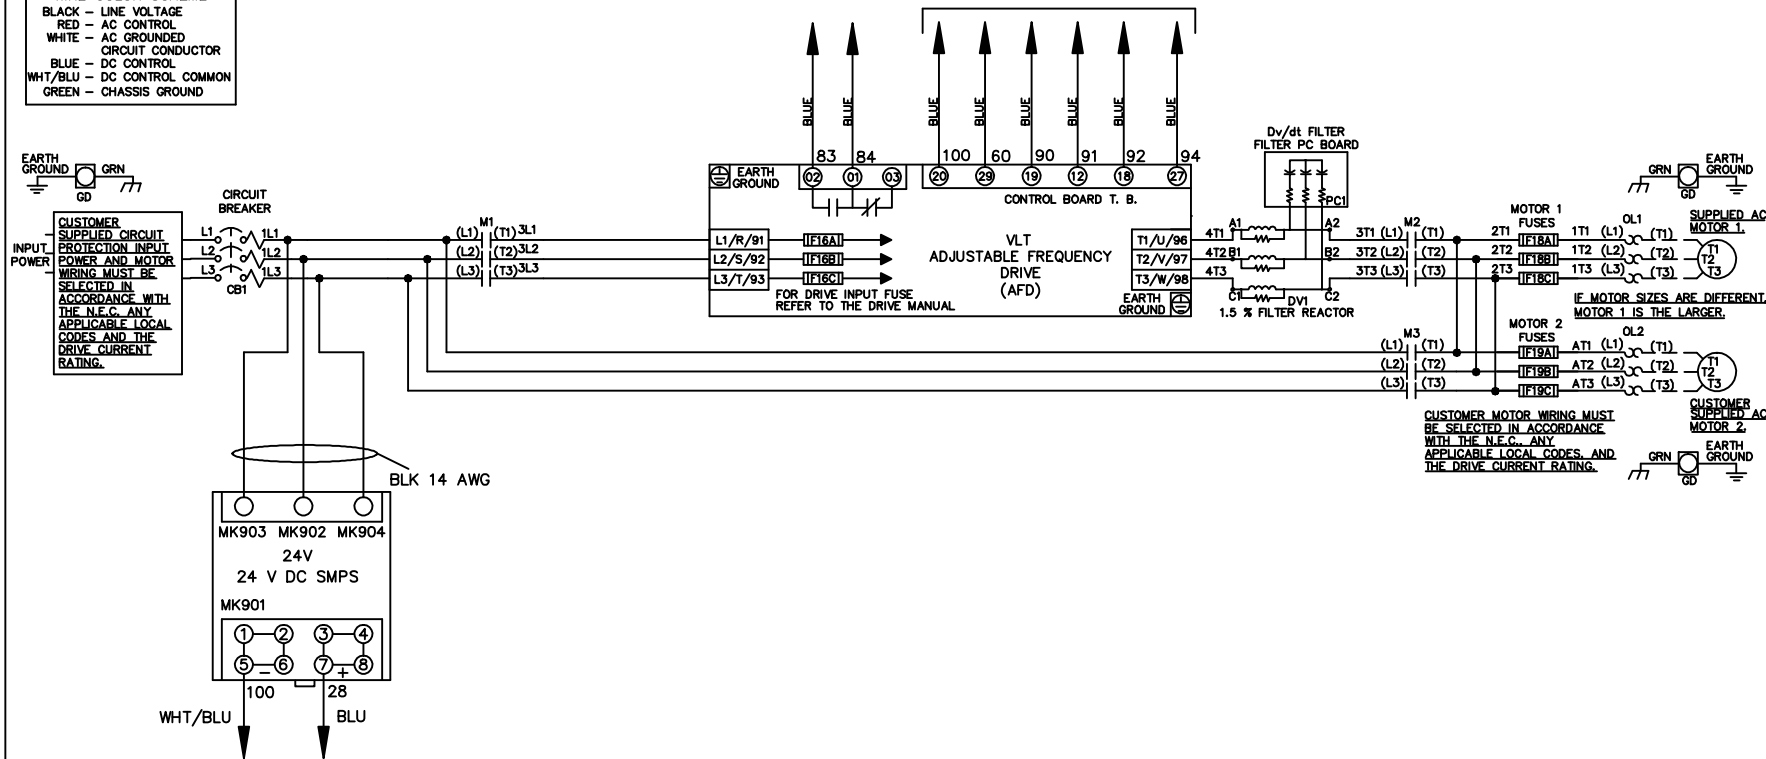 BLACK – LINE VOLTAGE
RED – AC CONTROL
WHITE – AC GROUNDED
CIRCUIT CONDUCTOR
BLUE – DC CONTROL
WHT/BLU – DC CONTROL COMMON
GREEN – CHASSIS GROUND
EARTH
GROUND
GRN
GD
CIRCUIT
BREAKER
INPUT
POWER
CUSTOMER
SUPPLIED CIRCUIT
PROTECTION INPUT
POWER AND MOTOR
WIRING MUST BE
SELECTED IN
ACCORDANCE WITH
THE N.E.C. ANY
APPLICABLE LOCAL
CODES AND THE
DRIVE CURRENT
RATING.
L1 1L1
L2 1L2
L3 1L3
CB1
M1
(L1) (T1) 3L1
(L2) (T2) 3L2
(L3) (T3) 3L3
BLUE BLUE BLUE BLUE BLUE BLUE BLUE BLUE
83 84 100 60 90 91 92 94
EARTH
GROUND
02 01 03 20 29 19 12 18 27
CONTROL BOARD T. B.
L1/R/91 F16A
L2/S/92 F16B
L3/T/93 F16C
FOR DRIVE INPUT FUSE
REFER TO THE DRIVE MANUAL
VLT
ADJUSTABLE FREQUENCY
DRIVE
(AFD)
T1/U/96 4T1
T2/V/97 4T2
T3/W/98 4T3
EARTH
GROUND
Dv/dt FILTER
FILTER PC BOARD
PC1
A1 A2
B1 B2
C1 C2
DV1
1.5 % FILTER REACTOR
M2
3T1 (L1) (T1)
3T2 (L2) (T2)
3T3 (L3) (T3)
MOTOR 1
FUSES
2T1 F18A 1T1 (L1) (T1)
2T2 F18B 1T2 (L2) (T2)
2T3 F18C 1T3 (L3) (T3)
OL1
GRN
GD
EARTH
GROUND
SUPPLIED AC
MOTOR 1.
T1
T2
T3
IF MOTOR SIZES ARE DIFFERENT,
MOTOR 1 IS THE LARGER.
M3
(L1) (T1)
(L2) (T2)
(L3) (T3)
MOTOR 2
FUSES
F19A AT1 (L1) (T1)
F19B AT2 (L2) (T2)
F19C AT3 (L3) (T3)
OL2
T1
T2
T3
CUSTOMER
SUPPLIED AC
MOTOR 2.
CUSTOMER MOTOR WIRING MUST
BE SELECTED IN ACCORDANCE
WITH THE N.E.C., ANY
APPLICABLE LOCAL CODES, AND
THE DRIVE CURRENT RATING.
GRN
GD
EARTH
GROUND
BLK 14 AWG
MK903 MK902 MK904
24V
24 V DC SMPS
MK901
1 2 3 4
5 6 7 8
– +
100 28
WHT/BLU BLU